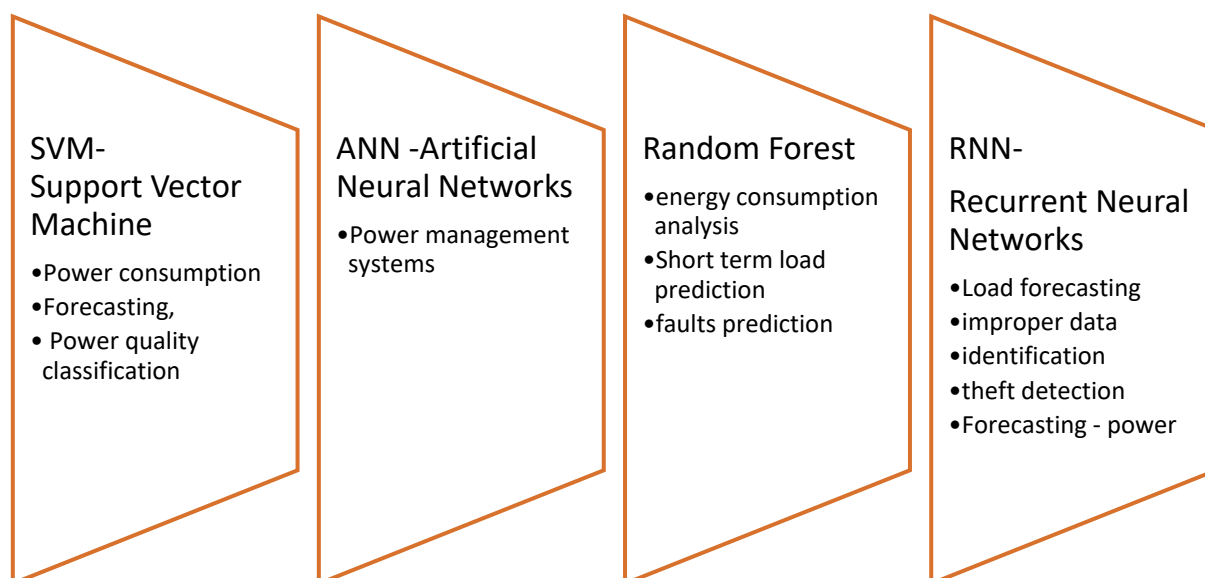 SVM-
Support Vector
Machine
•Power consumption
•Forecasting,
• Power quality
classification
ANN -Artificial
Neural Networks
•Power management
systems
Random Forest
•energy consumption
analysis
•Short term load
prediction
•faults prediction
RNN-
Recurrent Neural
Networks
•Load forecasting
•improper data
•identification
•theft detection
•Forecasting - power